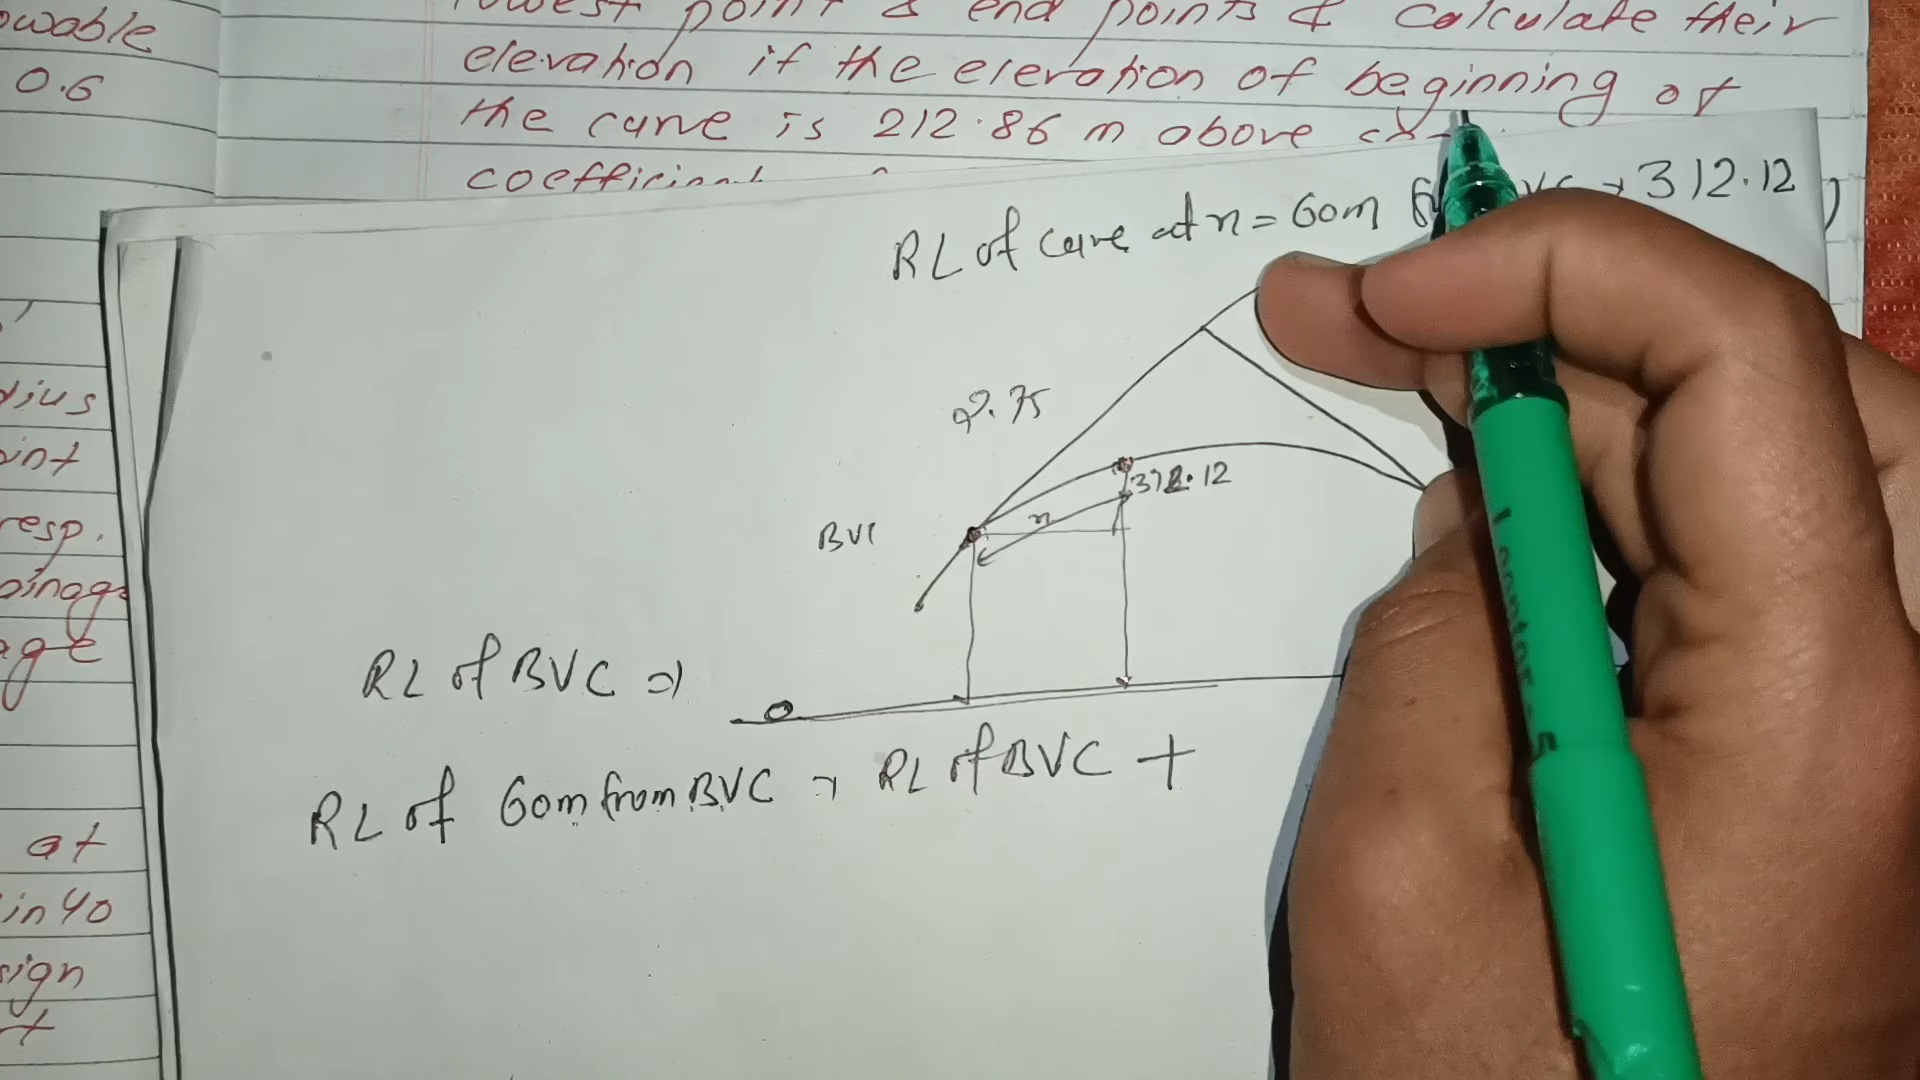 lowest point & end points & calculate their
elevation if the elevation of beginning of
the curve is 212.86 m above
coefficient
owable
0.6
dius
oint
resp.
age
at
in 40
sign
RL of curve at x = 60m 312.12
2.75
312.12
x
BVC
RL of BVC ⇒
RL of 60m from BVC ⇒ RL of BVC +